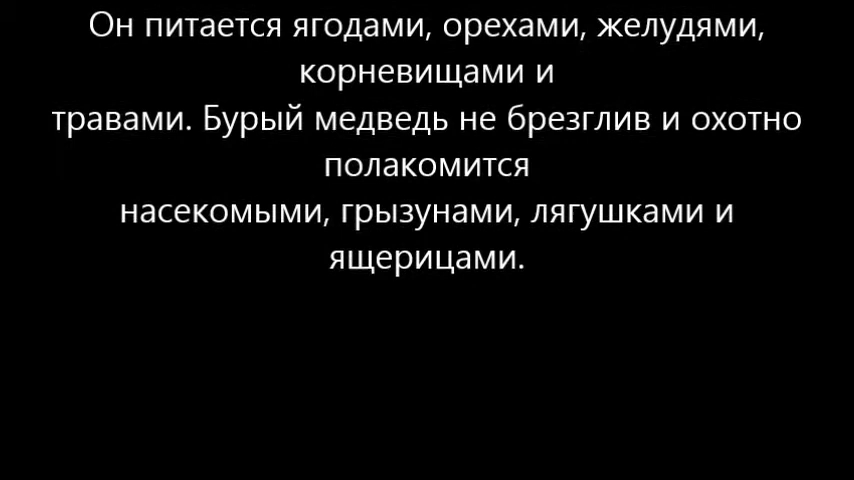 Он питается ягодами, орехами, желудями,
корневищами и
травами. Бурый медведь не брезглив и охотно
полакомится
насекомыми, грызунами, лягушками и
ящерицами.